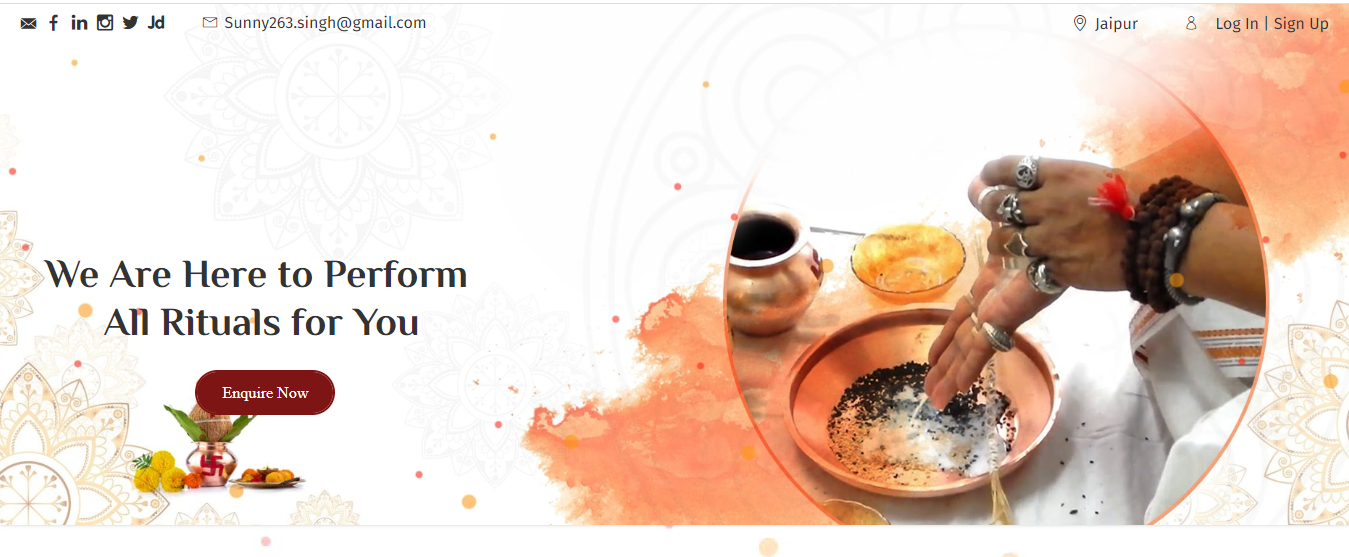 Jd
Sunny263.singh@gmail.com
Jaipur
Log In | Sign Up
We Are Here to Perform
All Rituals for You
Enquire Now